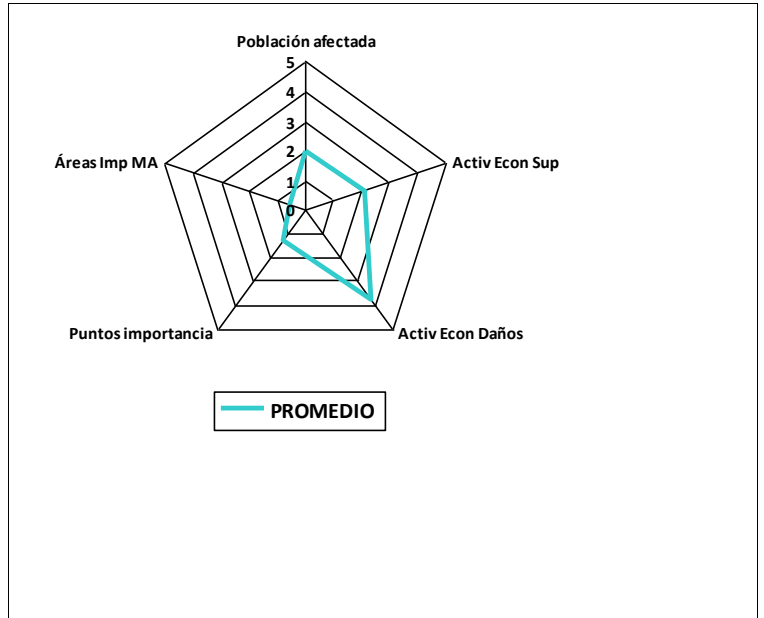 Población afectada
5
4
3
2
1
0
Áreas Imp MA
Activ Econ Sup
Puntos importancia
Activ Econ Daños
PROMEDIO